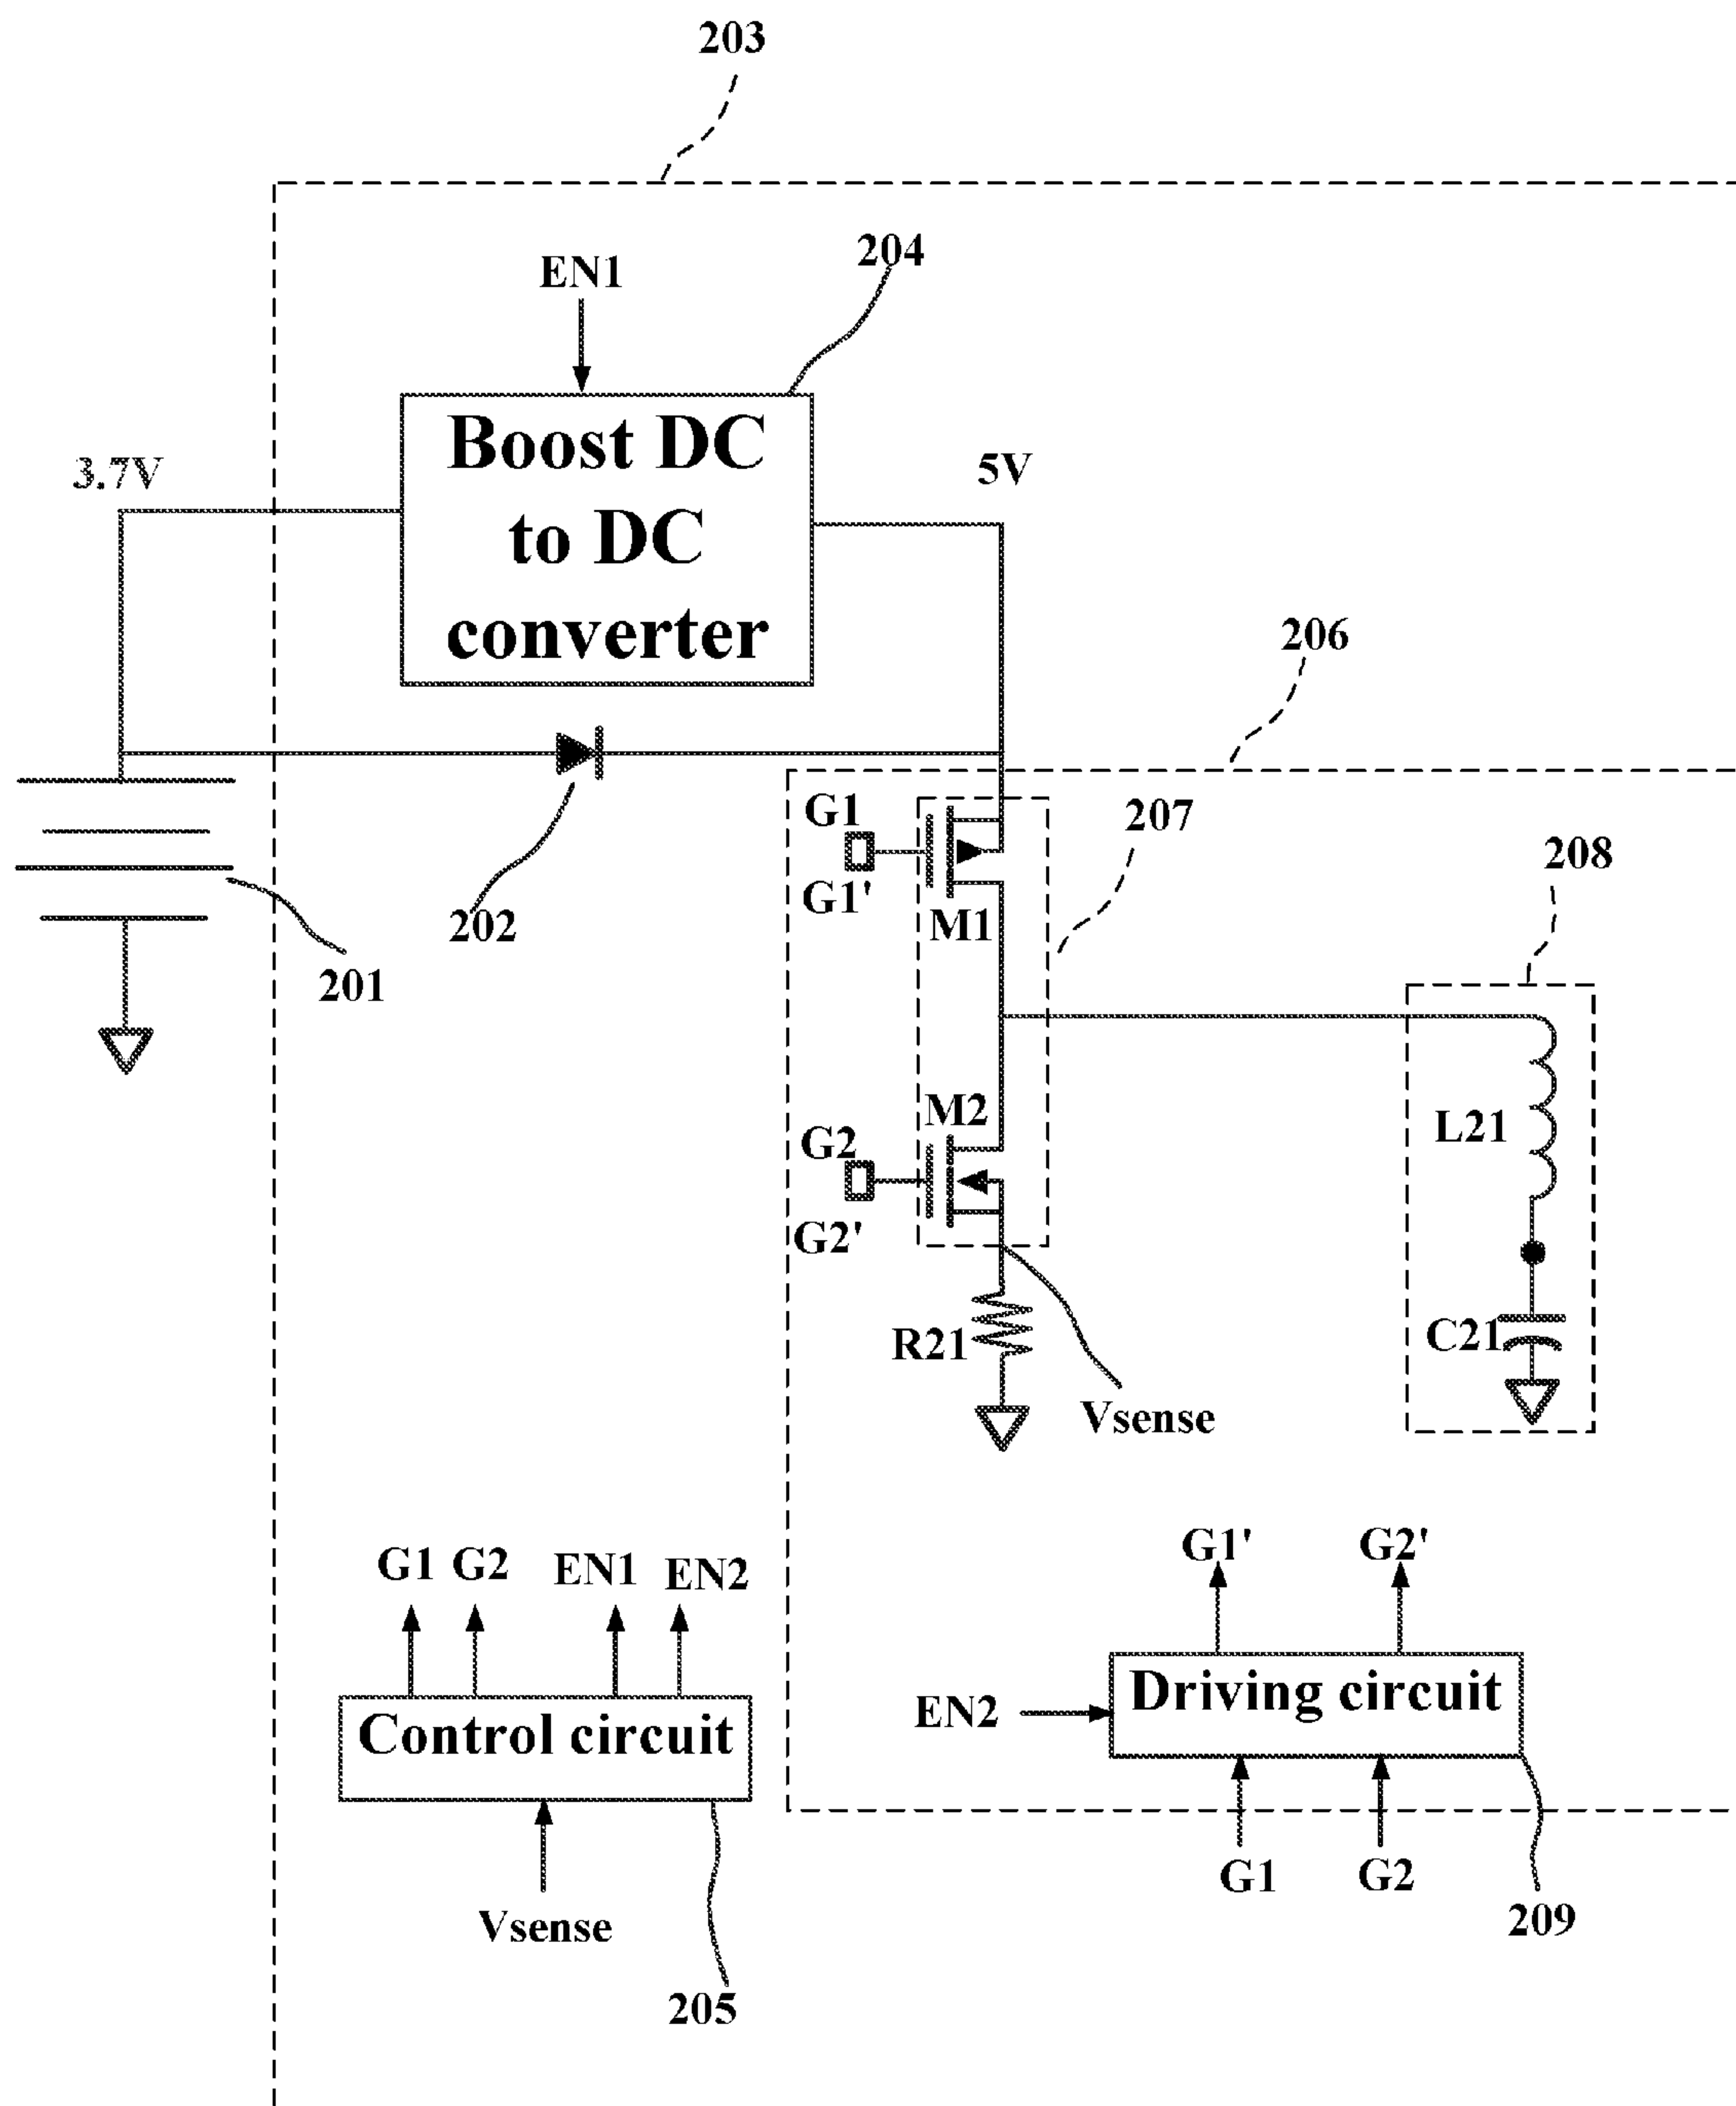 203
204
EN1
Boost DC
to DC
converter
3.7V
5V
206
G1
G1'
M1
207
208
202
201
M2
G2
G2'
L21
R21
C21
Vsense
G1 G2 EN1 EN2
G1' G2'
Control circuit
Driving circuit
EN2
G1 G2
Vsense
209
205